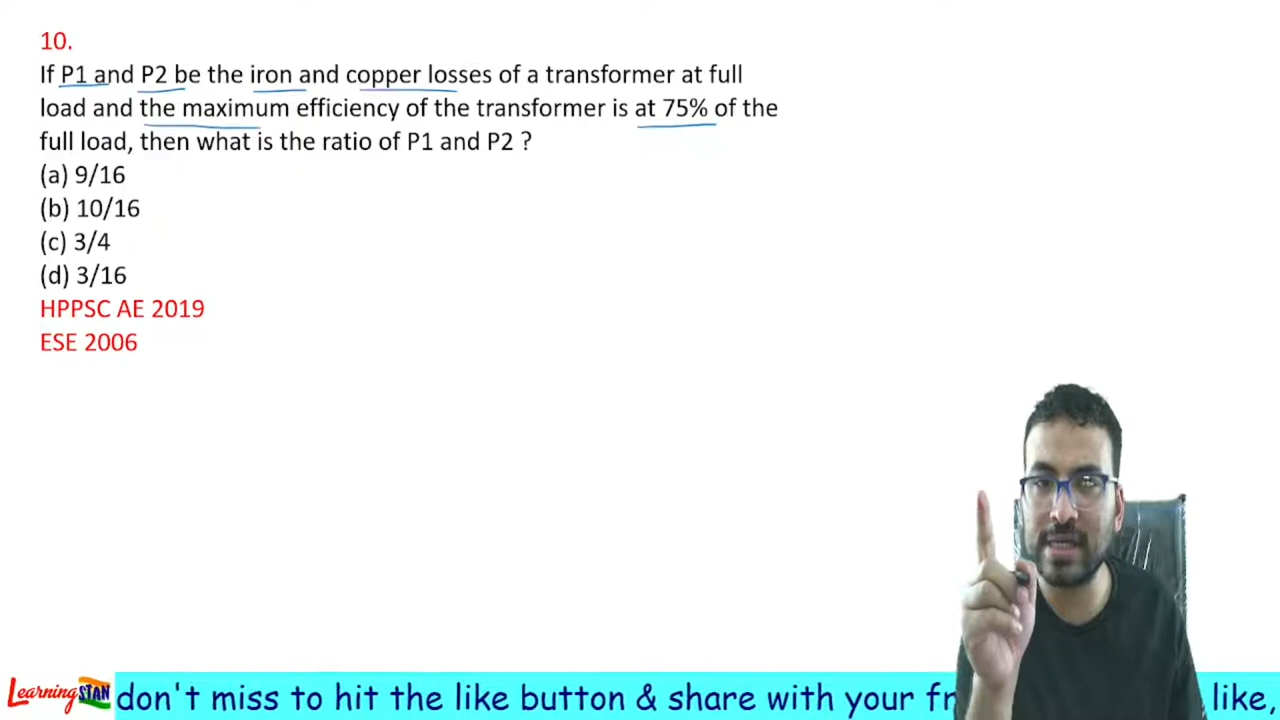 10.
If P1 and P2 be the iron and copper losses of a transformer at full
load and the maximum efficiency of the transformer is at 75% of the
full load, then what is the ratio of P1 and P2 ?
(a) 9/16
(b) 10/16
(c) 3/4
(d) 3/16
HPPSC AE 2019
ESE 2006
LearningSTAN
don't miss to hit the like button & share with your fr like,